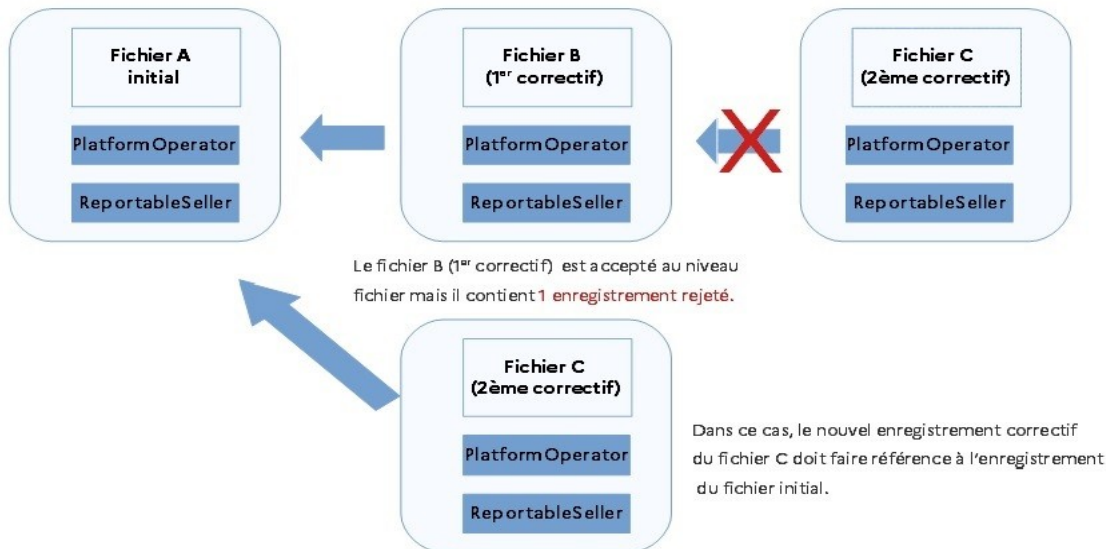 Fichier A
initial
PlatformOperator
ReportableSeller
Fichier B
(1er correctif)
PlatformOperator
ReportableSeller
Fichier C
(2ème correctif)
PlatformOperator
ReportableSeller
Le fichier B (1er correctif) est accepté au niveau
fichier mais il contient 1 enregistrement rejeté.
Fichier C
(2ème correctif)
PlatformOperator
ReportableSeller
Dans ce cas, le nouvel enregistrement correctif
du fichier C doit faire référence à l'enregistrement
du fichier initial.